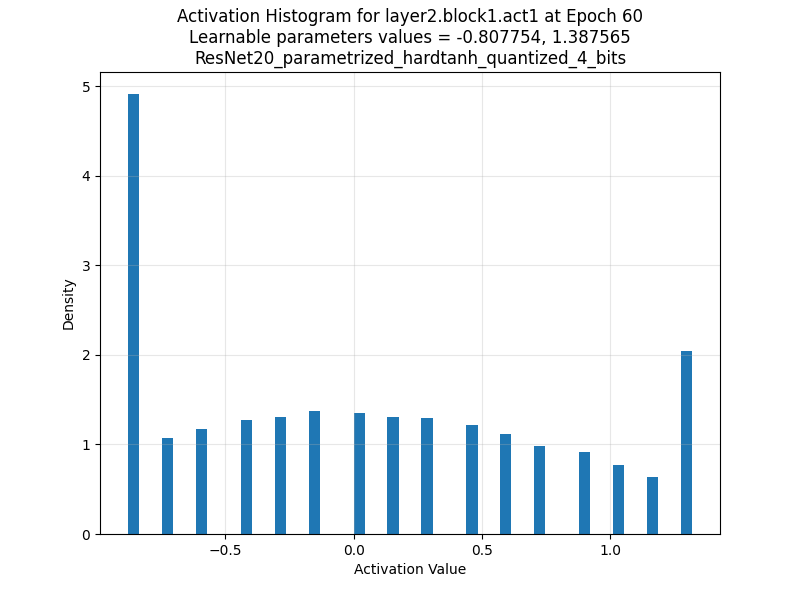 Activation Histogram for layer2.block1.act1 at Epoch 60
Learnable parameters values = -0.807754, 1.387565
ResNet20_parametrized_hardtanh_quantized_4_bits
5
4
3
2
1
0
Density
−0.5 0.0 0.5 1.0
Activation Value